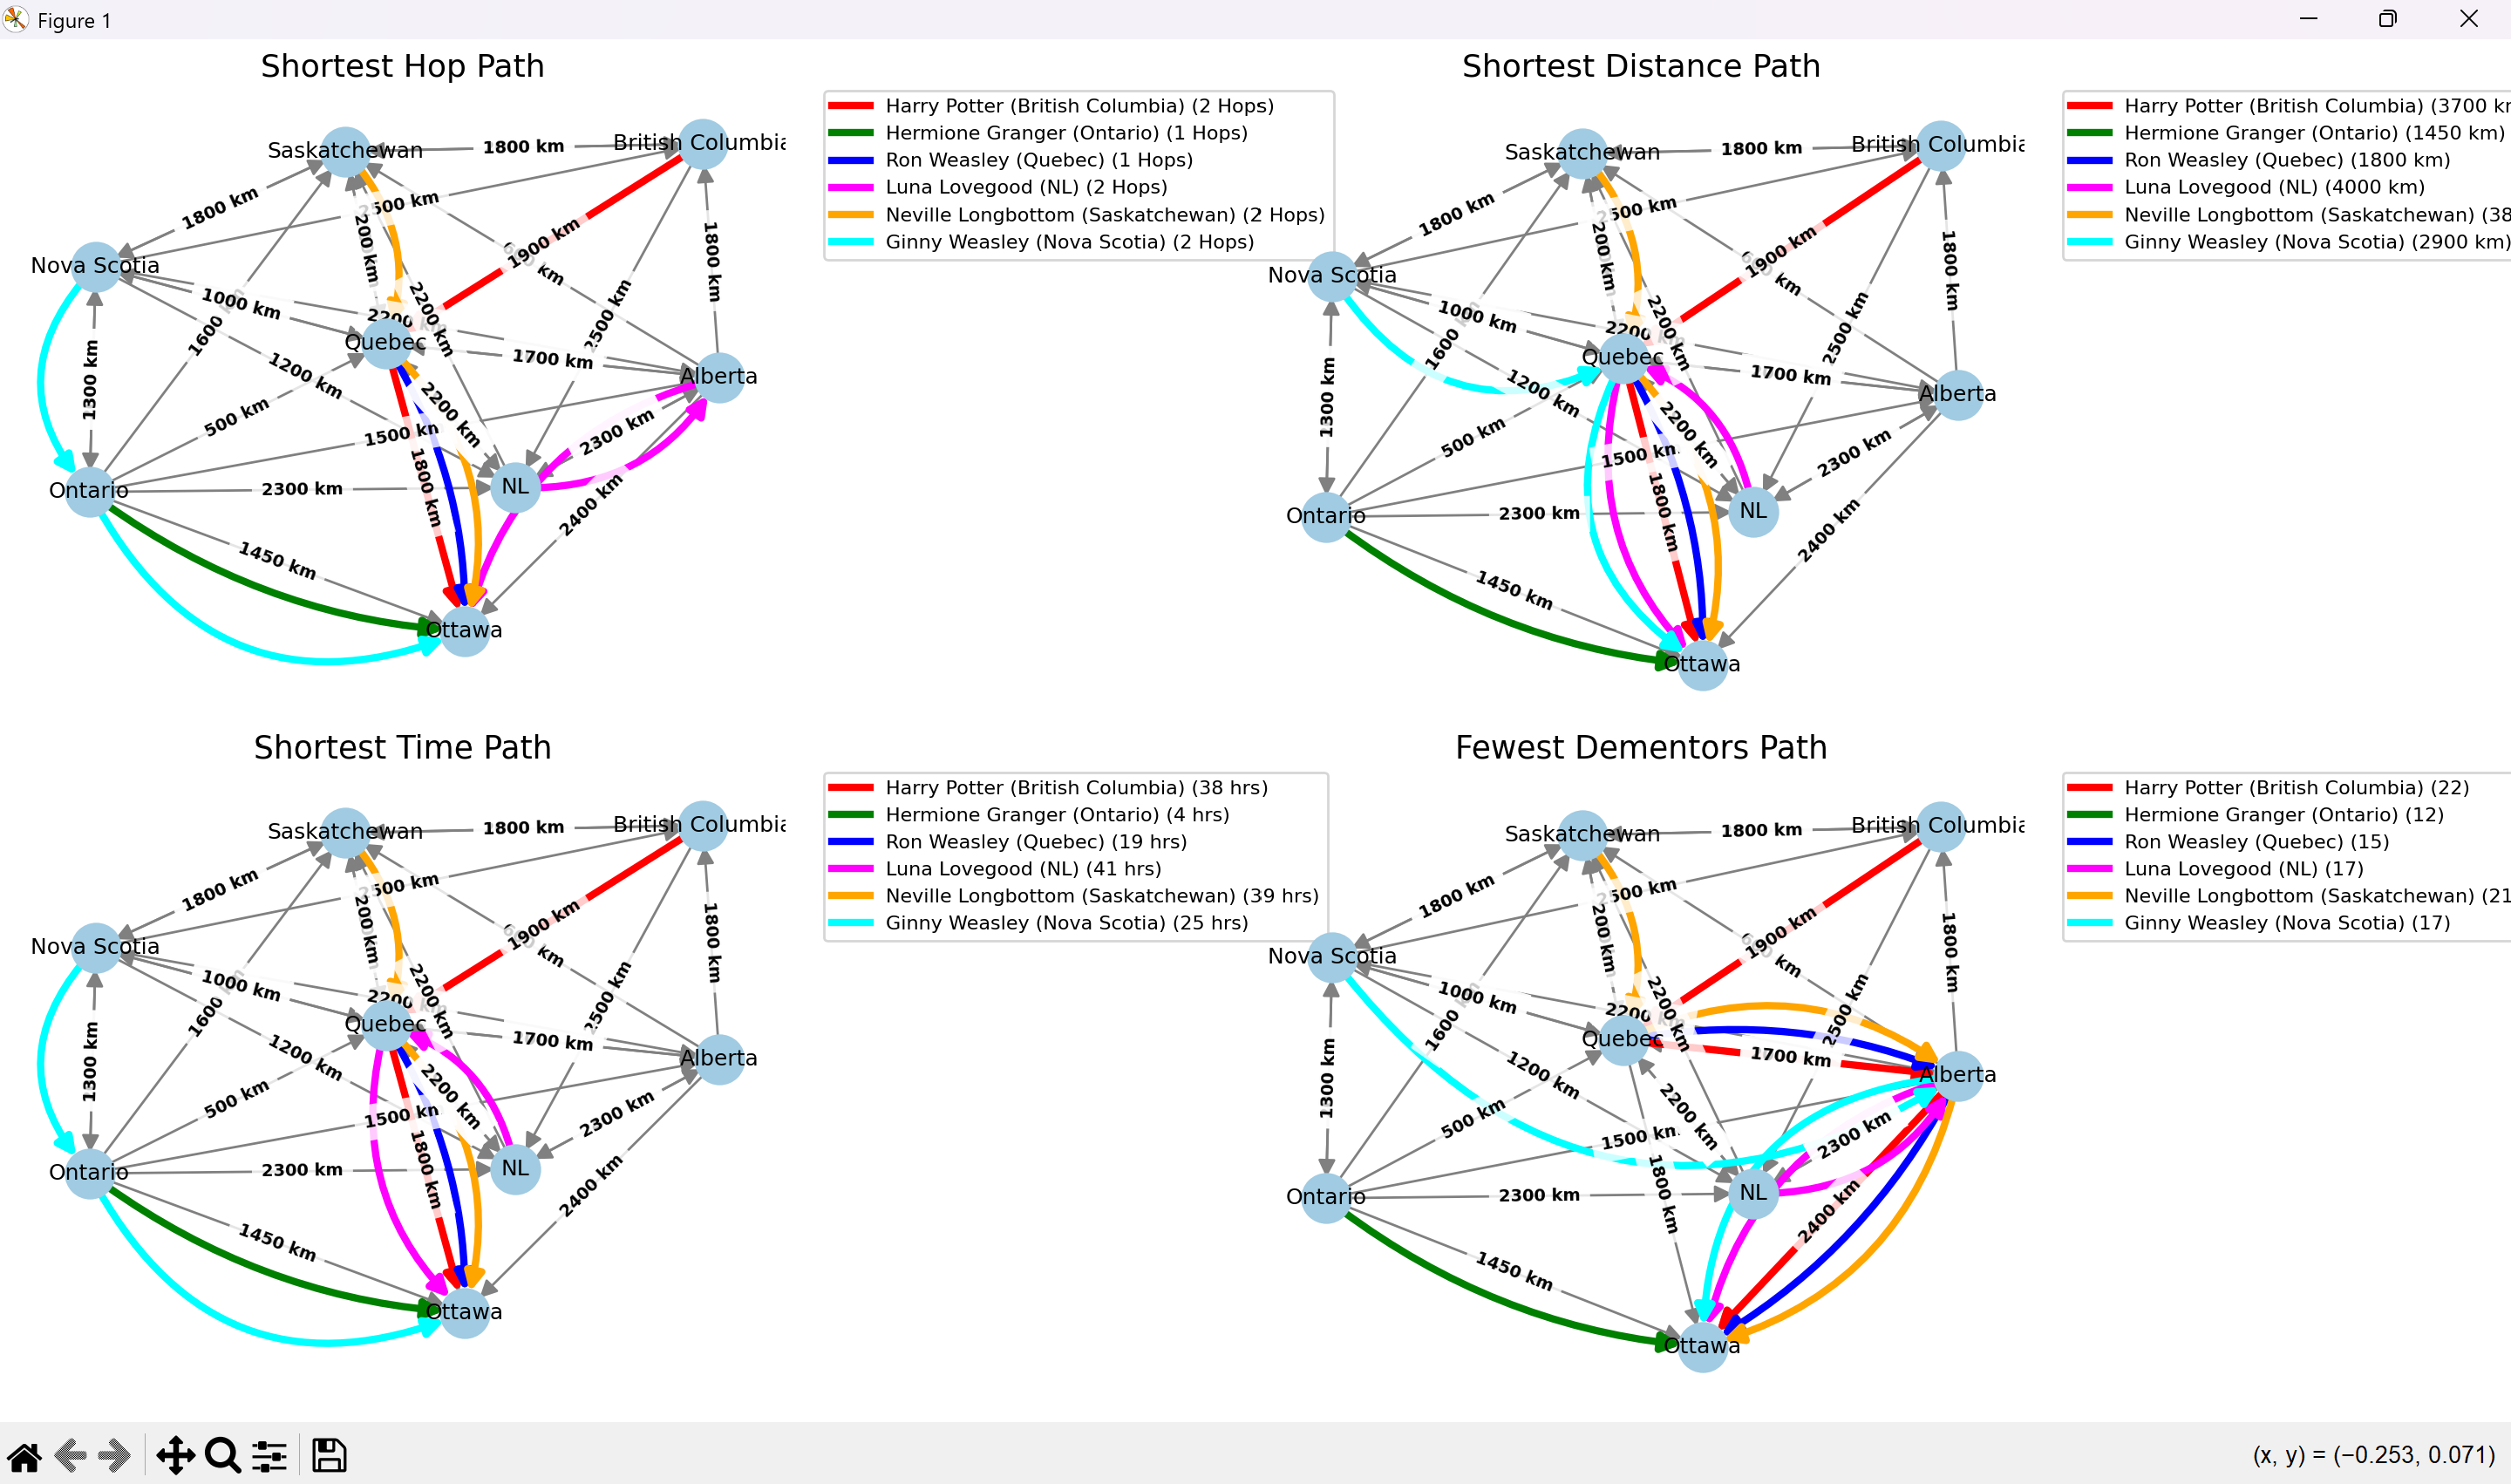 Figure 1
Shortest Hop Path
Harry Potter (British Columbia) (2 Hops)
Hermione Granger (Ontario) (1 Hops)
Ron Weasley (Quebec) (1 Hops)
Luna Lovegood (NL) (2 Hops)
Neville Longbottom (Saskatchewan) (2 Hops)
Ginny Weasley (Nova Scotia) (2 Hops)
Saskatchewan
1800 km
British Columbia
1800 km
2500 km
200 km
1900 km
km
1800 km
Nova Scotia
1000 km
2200 km
2200
1600
2500 km
Quebec
1700 km
1300 km
1200 km
Alberta
500 km
2200 km
1500 km
2300 km
1800 km
Ontario
2300 km
NL
2400 km
1450 km
Ottawa
Shortest Distance Path
Harry Potter (British Columbia) (3700 km
Hermione Granger (Ontario) (1450 km)
Ron Weasley (Quebec) (1800 km)
Luna Lovegood (NL) (4000 km)
Neville Longbottom (Saskatchewan) (38
Ginny Weasley (Nova Scotia) (2900 km)
Saskatchewan
1800 km
British Columbia
1800 km
2500 km
200 km
1900 km
km
1800 km
Nova Scotia
1000 km
2200 km
2200
1600
2500 km
Quebec
1700 km
1300 km
1200 km
Alberta
500 km
2200 km
1500 km
2300 km
1800 km
Ontario
2300 km
NL
2400 km
1450 km
Ottawa
Shortest Time Path
Harry Potter (British Columbia) (38 hrs)
Hermione Granger (Ontario) (4 hrs)
Ron Weasley (Quebec) (19 hrs)
Luna Lovegood (NL) (41 hrs)
Neville Longbottom (Saskatchewan) (39 hrs)
Ginny Weasley (Nova Scotia) (25 hrs)
Saskatchewan
1800 km
British Columbia
1800 km
2500 km
200 km
1900 km
km
1800 km
Nova Scotia
1000 km
2200 km
2200
1600
2500 km
Quebec
1700 km
1300 km
1200 km
Alberta
500 km
2200 km
1500 km
2300 km
1800 km
Ontario
2300 km
NL
2400 km
1450 km
Ottawa
Fewest Dementors Path
Harry Potter (British Columbia) (22)
Hermione Granger (Ontario) (12)
Ron Weasley (Quebec) (15)
Luna Lovegood (NL) (17)
Neville Longbottom (Saskatchewan) (21
Ginny Weasley (Nova Scotia) (17)
Saskatchewan
1800 km
British Columbia
1800 km
2500 km
200 km
1900 km
km
1800 km
Nova Scotia
1000 km
2200 km
2200
1600
2500 km
Quebec
1700 km
1300 km
1200 km
Alberta
500 km
2200 km
1500 km
2300 km
1800 km
Ontario
2300 km
NL
2400 km
1450 km
Ottawa
(x, y) = (−0.253, 0.071)